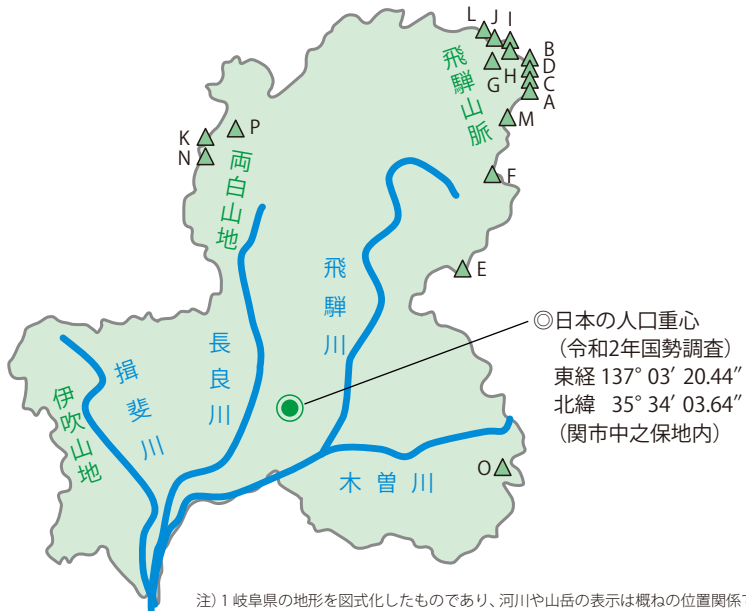 L
J
I
B
D
H
C
G
A
M
飛騨山脈
K
P
N
両白山地
F
E
飛騨川
長良川
揖斐川
伊吹山地
木曽川
O
◎日本の人口重心
（令和2年国勢調査）
東経 137° 03′ 20.44″
北緯 35° 34′ 03.64″
（関市中之保地内）
注）1 岐阜県の地形を図式化したものであり、河川や山岳の表示は概ねの位置関係